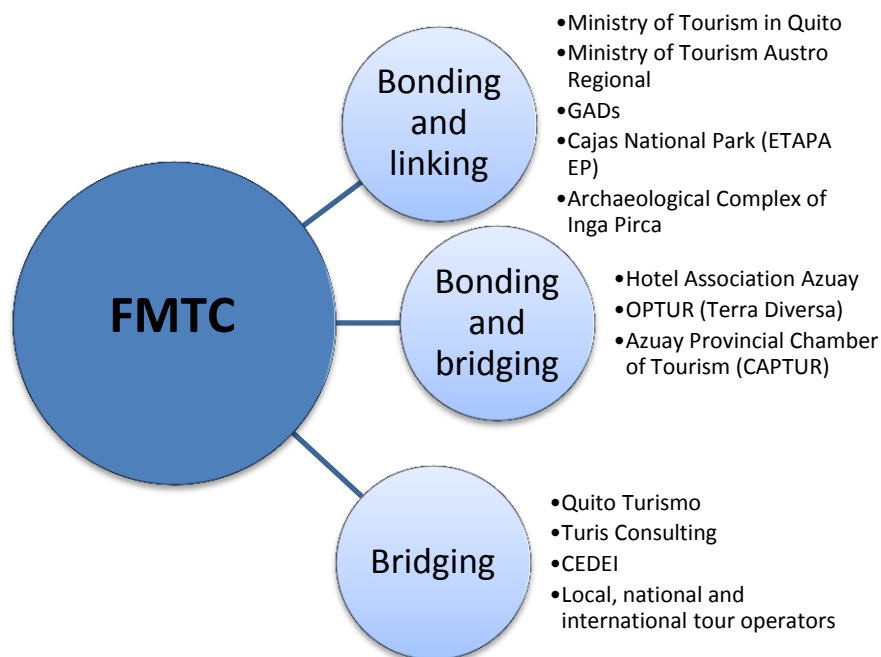 FMTC
Bonding
and
linking
•Ministry of Tourism in Quito
•Ministry of Tourism Austro
Regional
•GADs
•Cajas National Park (ETAPA
EP)
•Archaeological Complex of
Inga Pirca
Bonding
and
bridging
•Hotel Association Azuay
•OPTUR (Terra Diversa)
•Azuay Provincial Chamber
of Tourism (CAPTUR)
Bridging
•Quito Turismo
•Turis Consulting
•CEDEI
•Local, national and
international tour operators